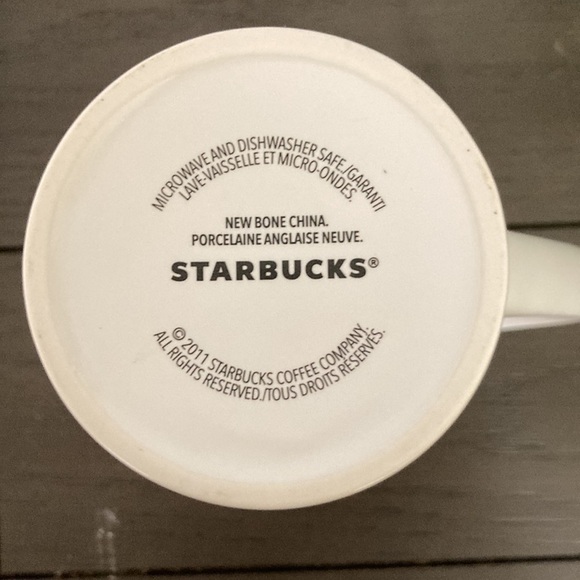 MICROWAVE AND DISHWASHER SAFE./GARANTI
LAVE-VAISSELLE ET MICRO-ONDES.
NEW BONE CHINA.
PORCELAINE ANGLAISE NEUVE.
STARBUCKS®
© 2011 STARBUCKS COFFEE COMPANY.
ALL RIGHTS RESERVED./TOUS DROITS RÉSERVÉS.